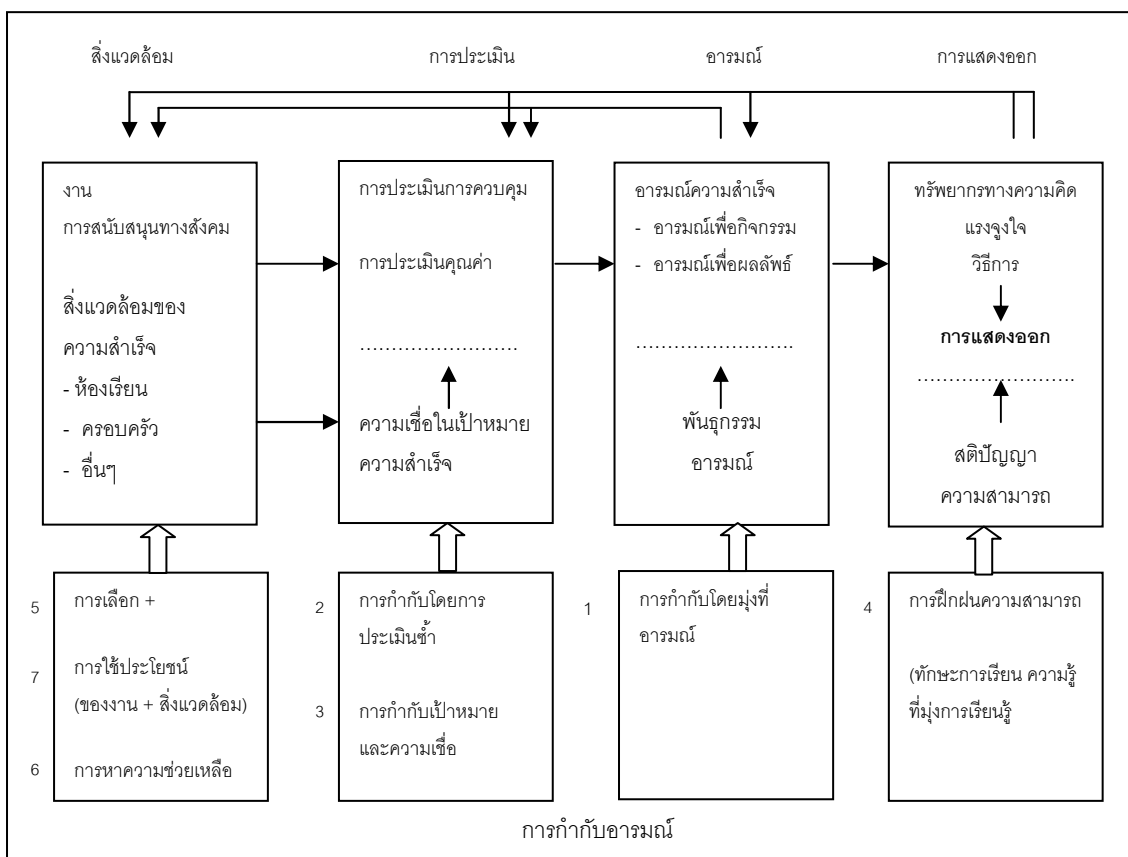 สิ่งแวดล้อม การประเมิน อารมณ์ การแสดงออก
งาน
การสนับสนุนทางสังคม
สิ่งแวดล้อมของ
ความสำเร็จ
- ห้องเรียน
- ครอบครัว
- อื่นๆ
การประเมินการควบคุม
การประเมินคุณค่า
…………………….
ความเชื่อในเป้าหมาย
ความสำเร็จ
อารมณ์ความสำเร็จ
- อารมณ์เพื่อกิจกรรม
- อารมณ์เพื่อผลลัพธ์
…………………….
พันธุกรรม
อารมณ์
ทรัพยากรทางความคิด
แรงจูงใจ
วิธีการ
การแสดงออก
…………………….
สติปัญญา
ความสามารถ
5 การเลือก +
7 การใช้ประโยชน์
(ของงาน + สิ่งแวดล้อม)
6 การหาความช่วยเหลือ
2 การกำกับโดยการ
ประเมินซ้ำ
3 การกำกับเป้าหมาย
และความเชื่อ
1 การกำกับโดยมุ่งที่
อารมณ์
4 การฝึกฝนความสามารถ
(ทักษะการเรียน ความรู้
ที่มุ่งการเรียนรู้
การกำกับอารมณ์